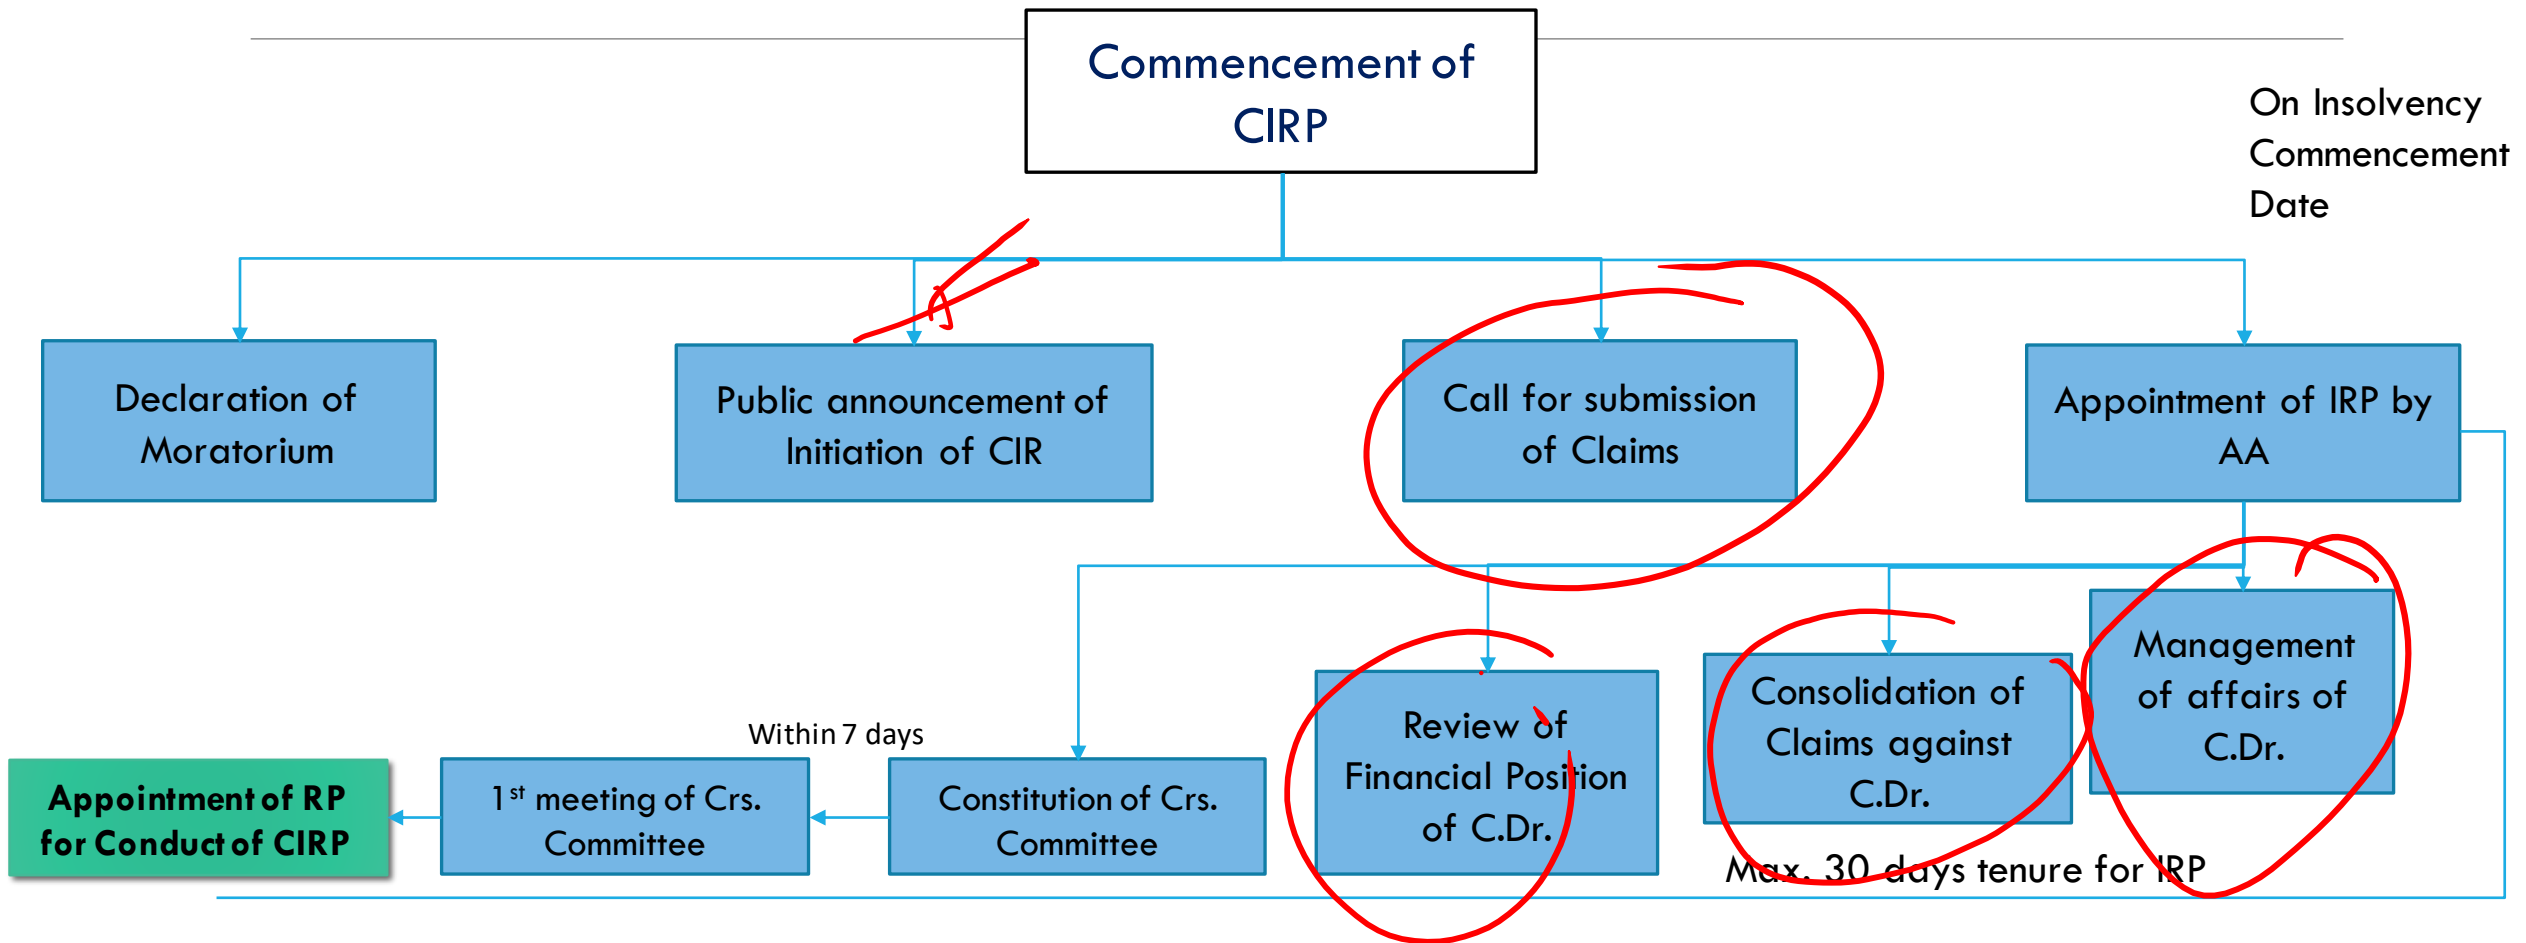 Commencement of
CIRP
On Insolvency
Commencement
Date
Declaration of
Moratorium
Public announcement of
Initiation of CIR
Call for submission
of Claims
Appointment of IRP by
AA
Management
of affairs of
C.Dr.
Consolidation of
Claims against
C.Dr.
Review of
Financial Position
of C.Dr.
Within 7 days
Constitution of Crs.
Committee
1st meeting of Crs.
Committee
Appointment of RP
for Conduct of CIRP
Max. 30 days tenure for IRP